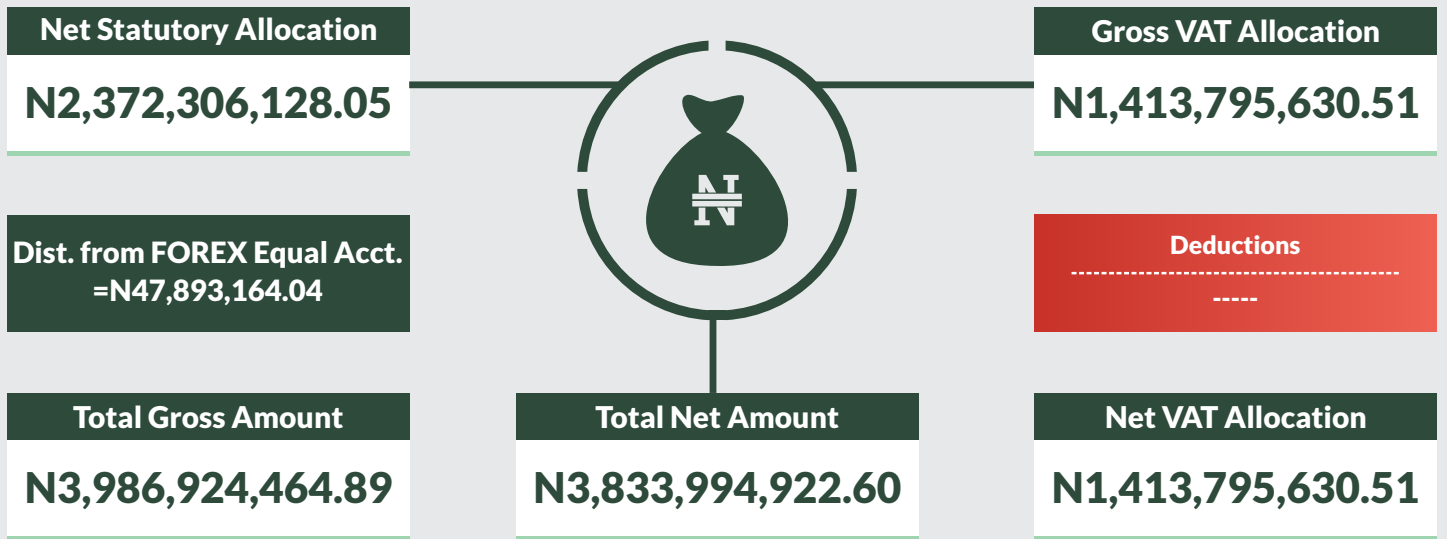 Net Statutory Allocation
N2,372,306,128.05
Gross VAT Allocation
N1,413,795,630.51
₦
Dist. from FOREX Equal Acct.
=N47,893,164.04
Deductions
--------------------------------------------
-----
Total Gross Amount
N3,986,924,464.89
Total Net Amount
N3,833,994,922.60
Net VAT Allocation
N1,413,795,630.51